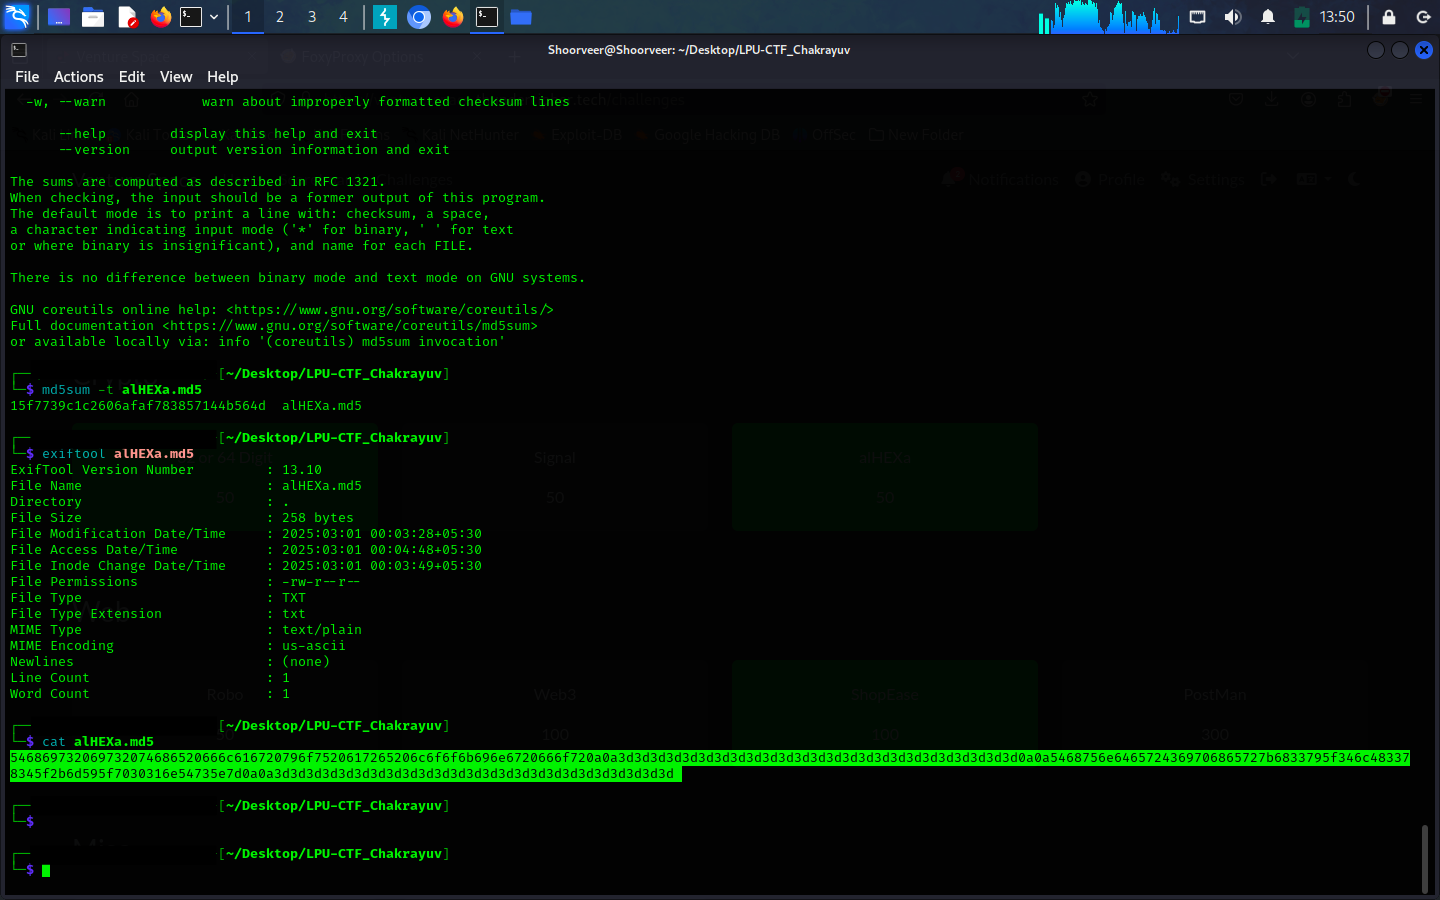 13:50
1
2
3
4
Shoorveer@Shoorveer: ~/Desktop/LPU-CTF_Chakrayuv
File Actions Edit View Help
-w, --warn warn about improperly formatted checksum lines
--help display this help and exit
--version output version information and exit
The sums are computed as described in RFC 1321.
When checking, the input should be a former output of this program.
The default mode is to print a line with: checksum, a space,
a character indicating input mode ('*' for binary, ' ' for text
or where binary is insignificant), and name for each FILE.
There is no difference between binary mode and text mode on GNU systems.
GNU coreutils online help: <https://www.gnu.org/software/coreutils/>
Full documentation <https://www.gnu.org/software/coreutils/md5sum>
or available locally via: info '(coreutils) md5sum invocation'
[~/Desktop/LPU-CTF_Chakrayuv]
$ md5sum -t alHEXa.md5
15f7739c1c2606afaf783857144b564d alHEXa.md5
[~/Desktop/LPU-CTF_Chakrayuv]
$ exiftool alHEXa.md5
ExifTool Version Number : 13.10
File Name : alHEXa.md5
Directory : .
File Size : 258 bytes
File Modification Date/Time : 2025:03:01 00:03:28+05:30
File Access Date/Time : 2025:03:01 00:04:48+05:30
File Inode Change Date/Time : 2025:03:01 00:03:49+05:30
File Permissions : -rw-r--r--
File Type : TXT
File Type Extension : txt
MIME Type : text/plain
MIME Encoding : us-ascii
Newlines : (none)
Line Count : 1
Word Count : 1
[~/Desktop/LPU-CTF_Chakrayuv]
$ cat alHEXa.md5
546869732069732074686520666c616720796f7520617265206c6f6f6b696e6720666f720a0a3d3d3d3d3d3d3d3d3d3d3d3d3d3d3d3d3d3d3d3d3d3d3d3d3d0a0a5468756e6465724369706865727b6833795f346c48337
8345f2b6d595f7030316e54735e7d0a0a3d3d3d3d3d3d3d3d3d3d3d3d3d3d3d3d3d3d3d3d3d3d3d3d3d
[~/Desktop/LPU-CTF_Chakrayuv]
$
[~/Desktop/LPU-CTF_Chakrayuv]
$